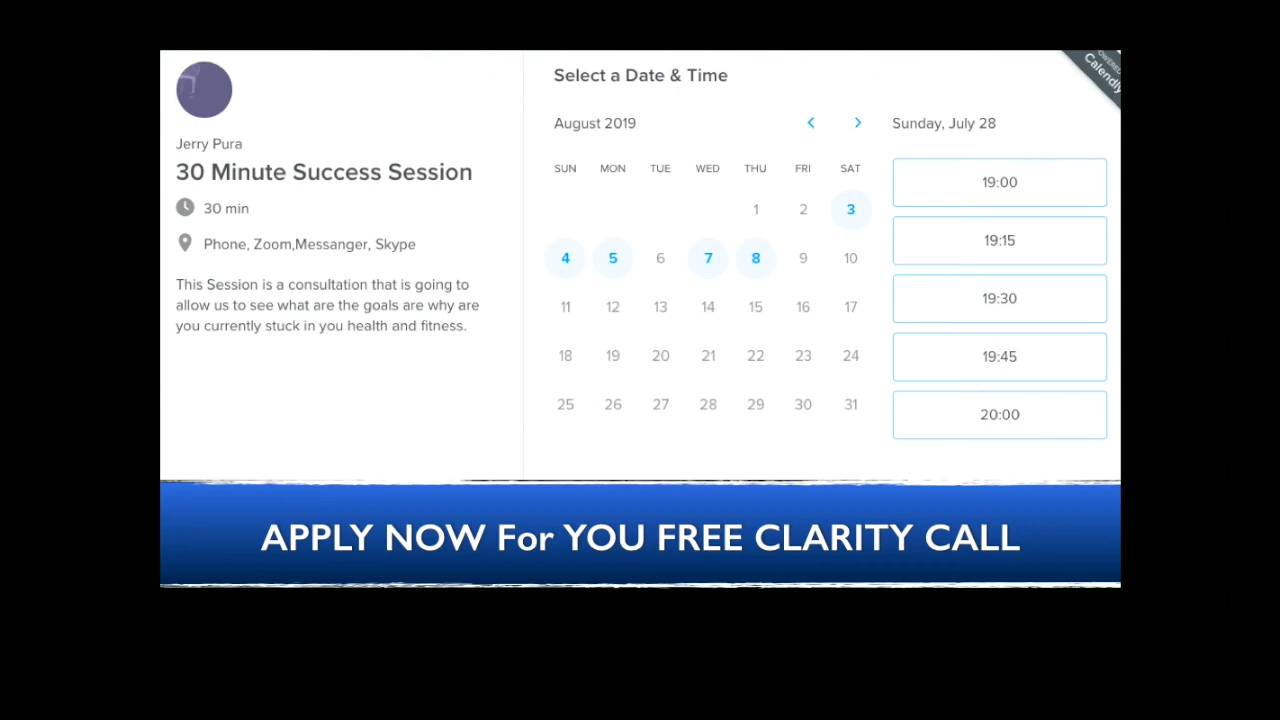 Jerry Pura
30 Minute Success Session
30 min
Phone, Zoom,Messanger, Skype
This Session is a consultation that is going to
allow us to see what are the goals are why are
you currently stuck in you health and fitness.
Select a Date & Time
August 2019
SUN MON TUE WED THU FRI SAT
1 2 3
4 5 6 7 8 9 10
11 12 13 14 15 16 17
18 19 20 21 22 23 24
25 26 27 28 29 30 31
Sunday, July 28
19:00
19:15
19:30
19:45
20:00
Calendly
APPLY NOW For YOU FREE CLARITY CALL